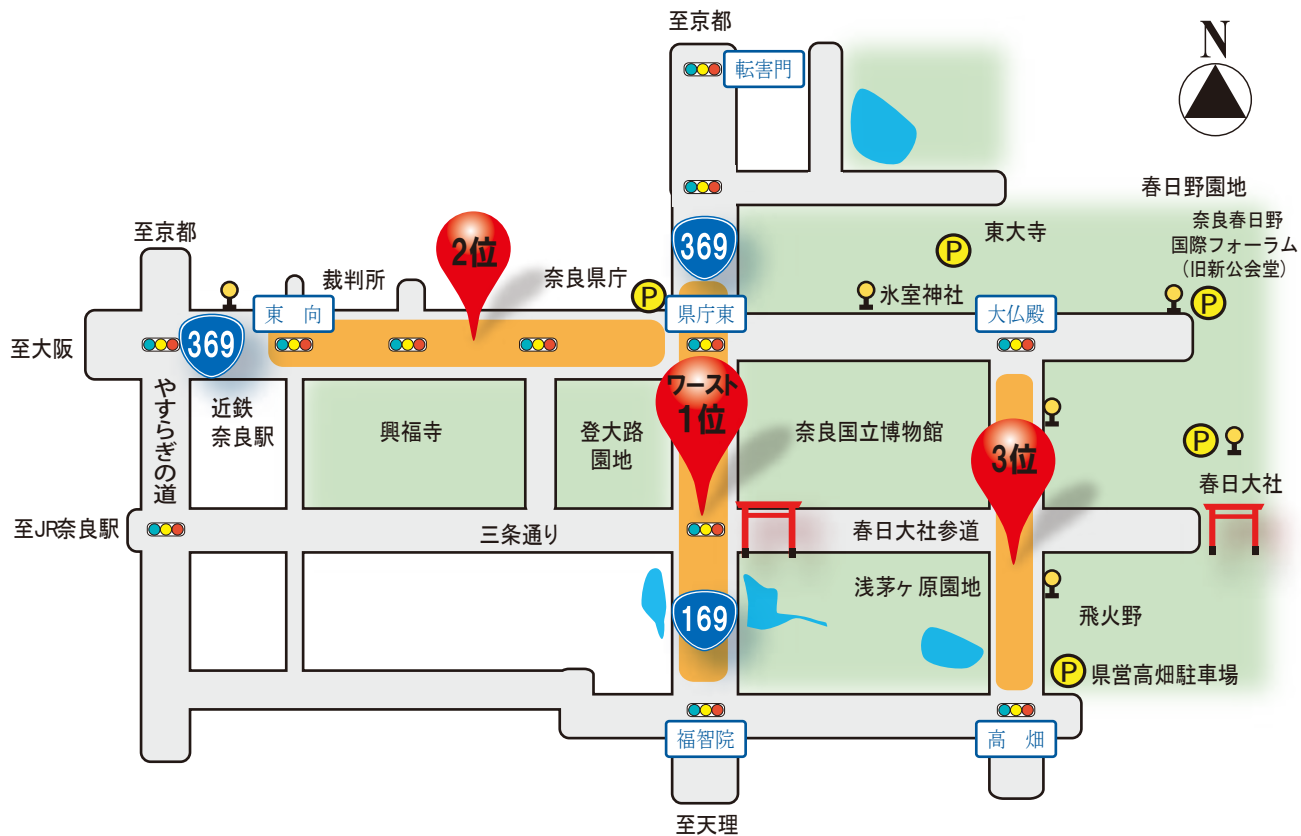 至京都
転害門
N
春日野園地
奈良春日野
国際フォーラム
(旧新公会堂)
東大寺
P
369
至京都
2位
裁判所
奈良県庁
P
氷室神社
P
東 向
県庁東
大仏殿
至大阪
369
近鉄
奈良駅
やすらぎの道
興福寺
登大路
園地
ワースト
1位
奈良国立博物館
3位
P
春日大社
至JR奈良駅
三条通り
春日大社参道
浅茅ヶ原園地
169
飛火野
P
県営高畑駐車場
福智院
高 畑
至天理